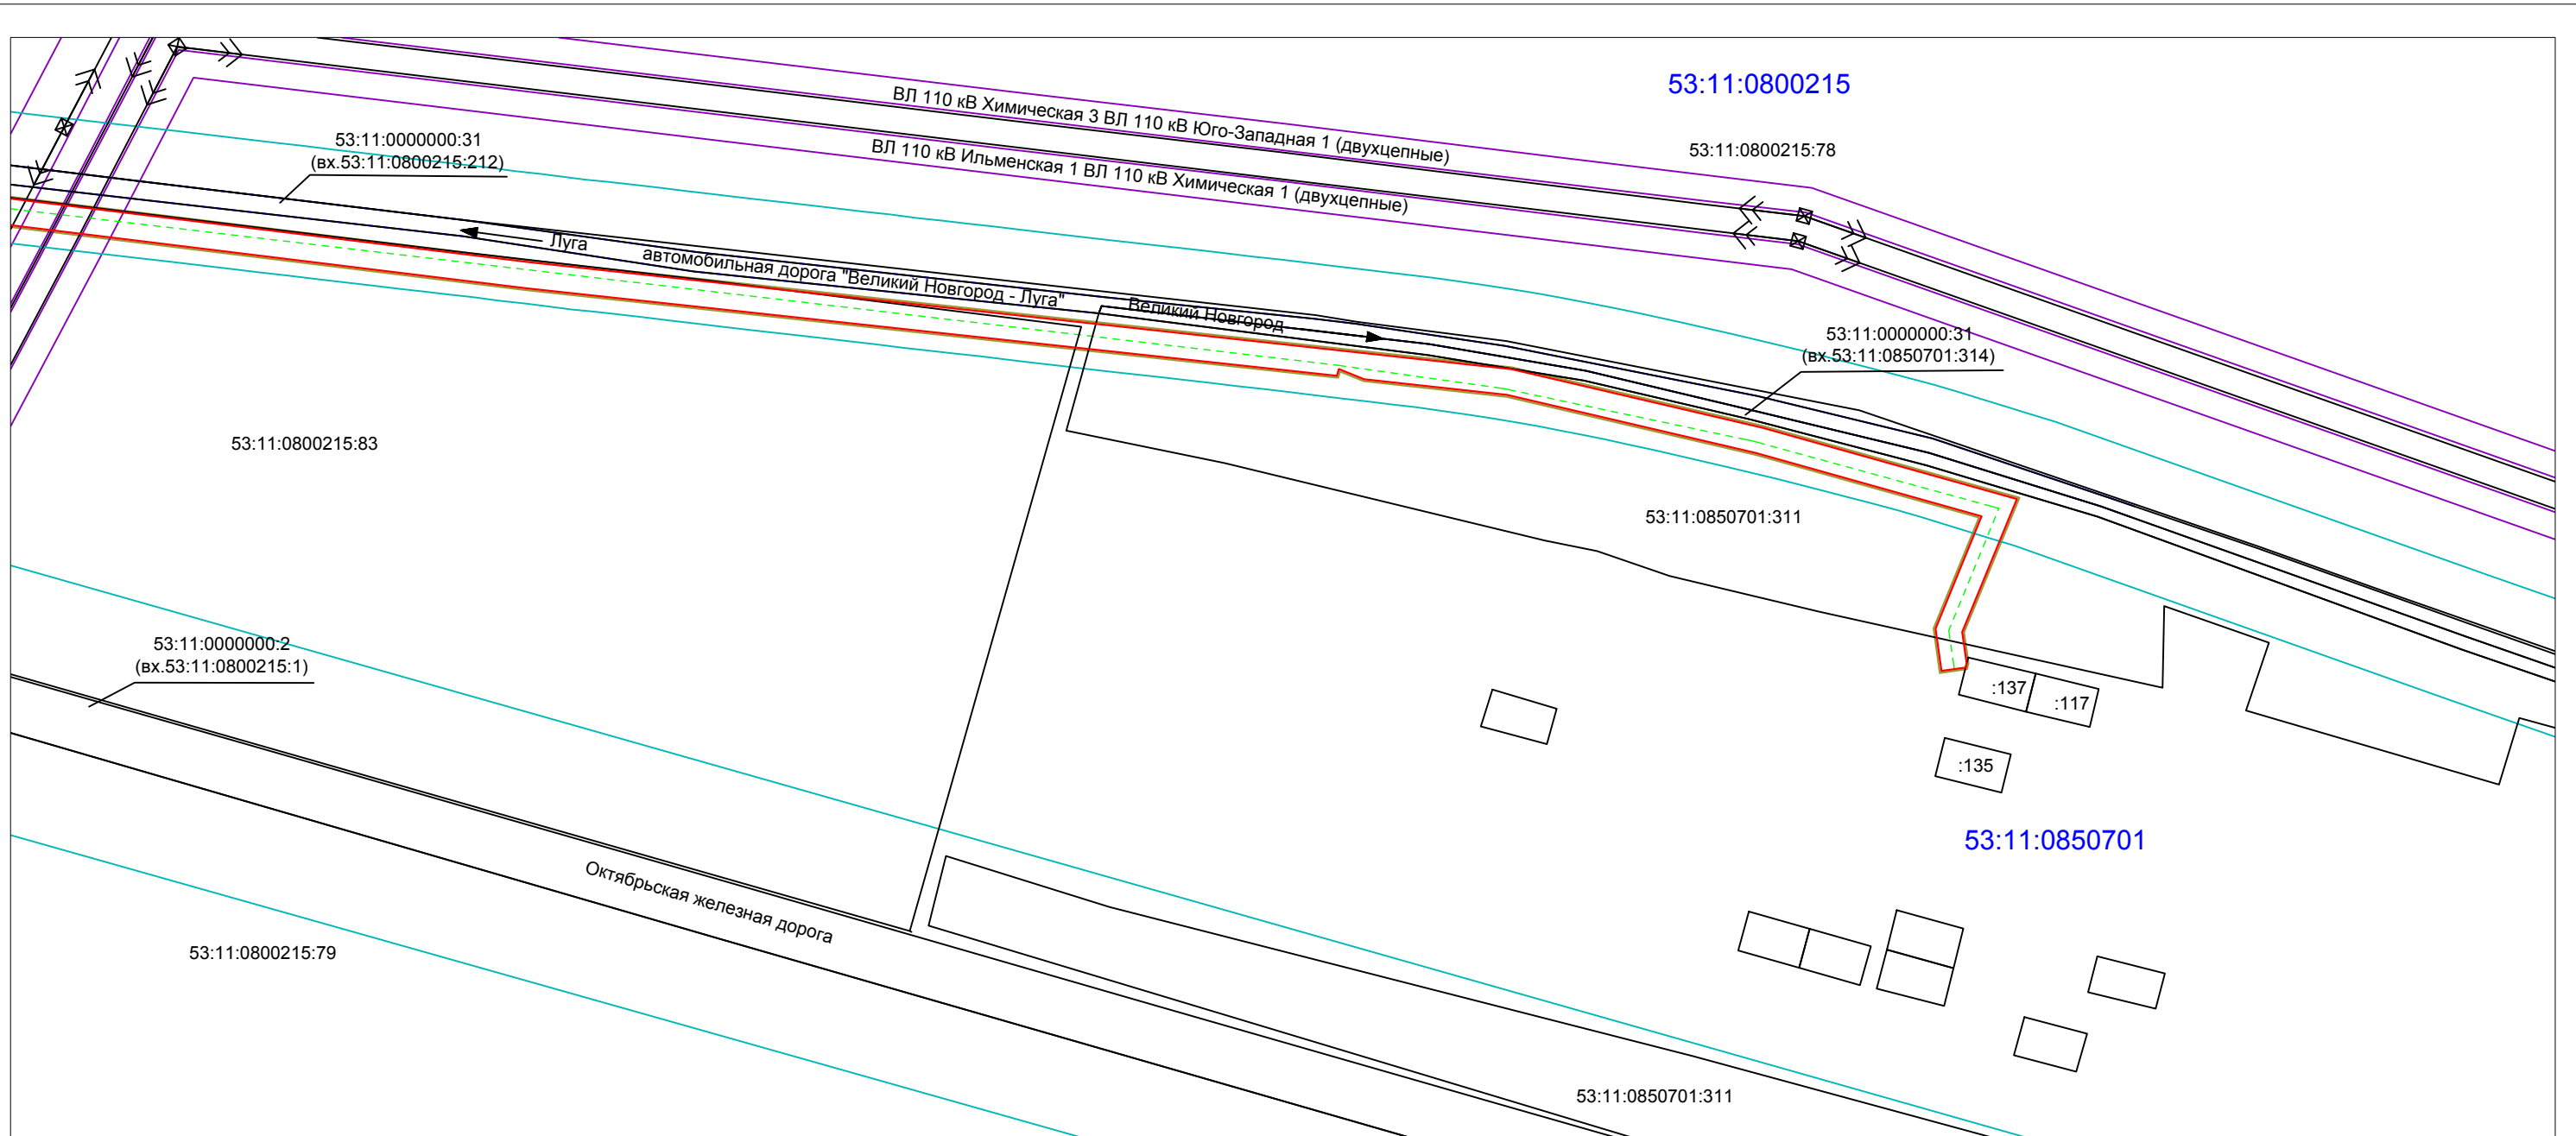 53:11:0800215
ВЛ 110 кВ Химическая 3 ВЛ 110 кВ Юго-Западная 1 (двухцепные)
53:11:0800215:78
53:11:0000000:31
(вх.53:11:0800215:212)
ВЛ 110 кВ Ильменская 1 ВЛ 110 кВ Химическая 1 (двухцепные)
Луга
автомобильная дорога "Великий Новгород - Луга"
Великий Новгород
53:11:0000000:31
(вх.53:11:0850701:314)
53:11:0800215:83
53:11:0850701:311
53:11:0000000:2
(вх.53:11:0800215:1)
:137
:117
:135
53:11:0850701
Октябрьская железная дорога
53:11:0800215:79
53:11:0850701:311